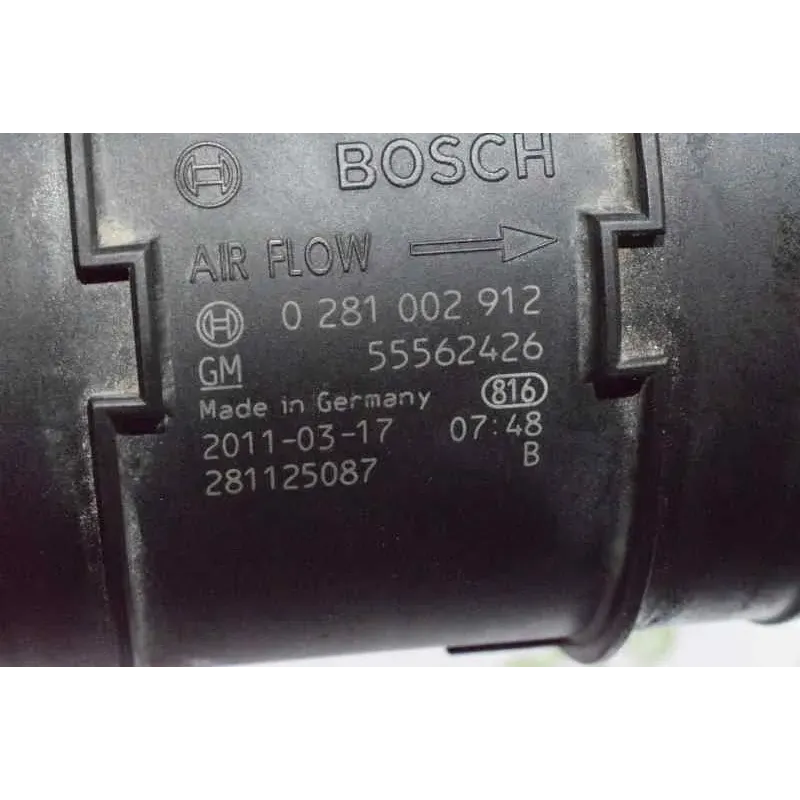 BOSCH
AIR FLOW
0 281 002 912
GM 55562426
Made in Germany 816
2011-03-17 07:48
281125087 B